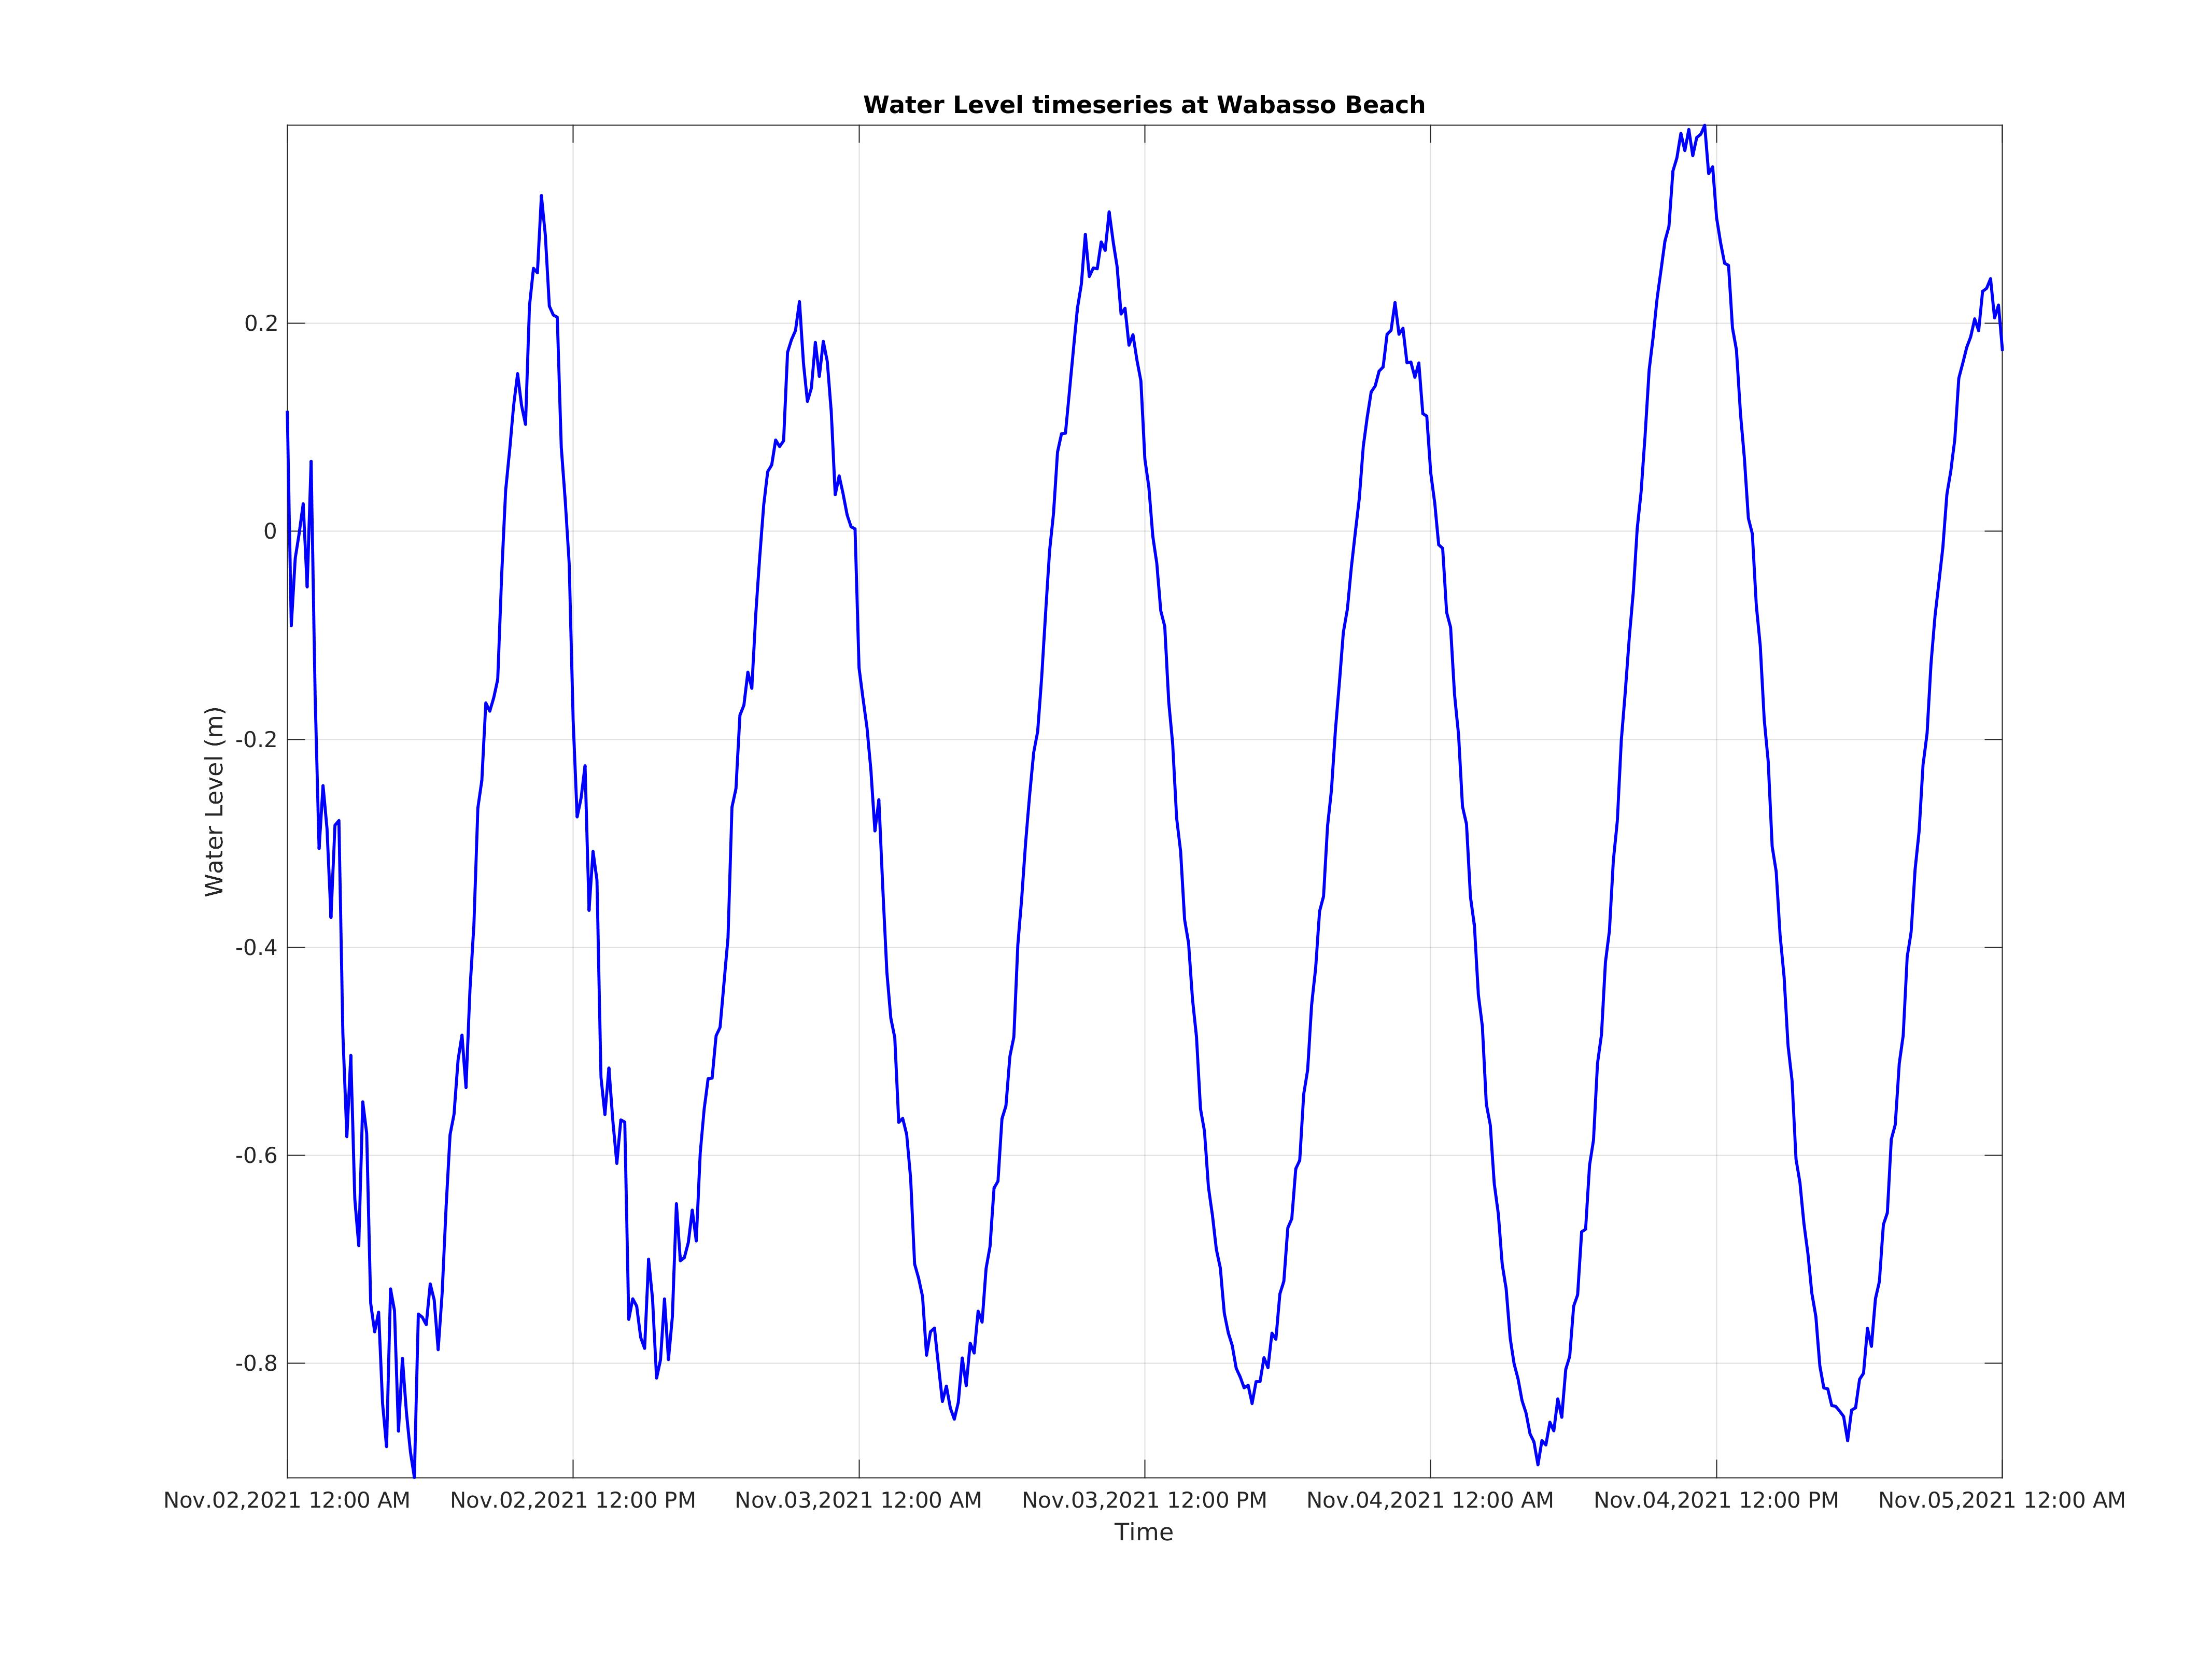 Water Level timeseries at Wabasso Beach
Water Level (m)
0.2
0
-0.2
-0.4
-0.6
-0.8
Nov.02,2021 12:00 AM Nov.02,2021 12:00 PM Nov.03,2021 12:00 AM Nov.03,2021 12:00 PM Nov.04,2021 12:00 AM Nov.04,2021 12:00 PM Nov.05,2021 12:00 AM
Time